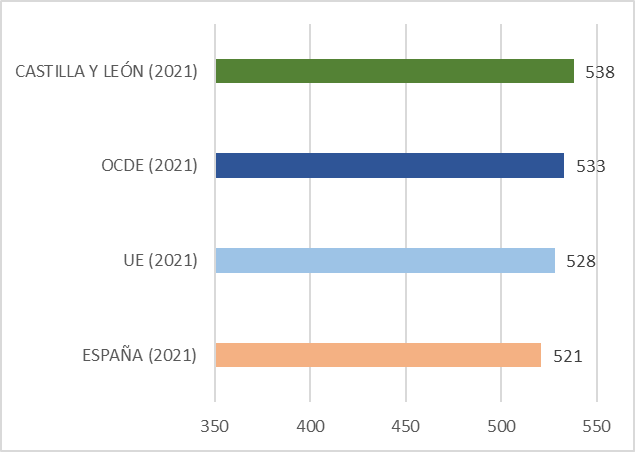 CASTILLA Y LEÓN (2021) 538
OCDE (2021) 533
UE (2021) 528
ESPAÑA (2021) 521
350 400 450 500 550